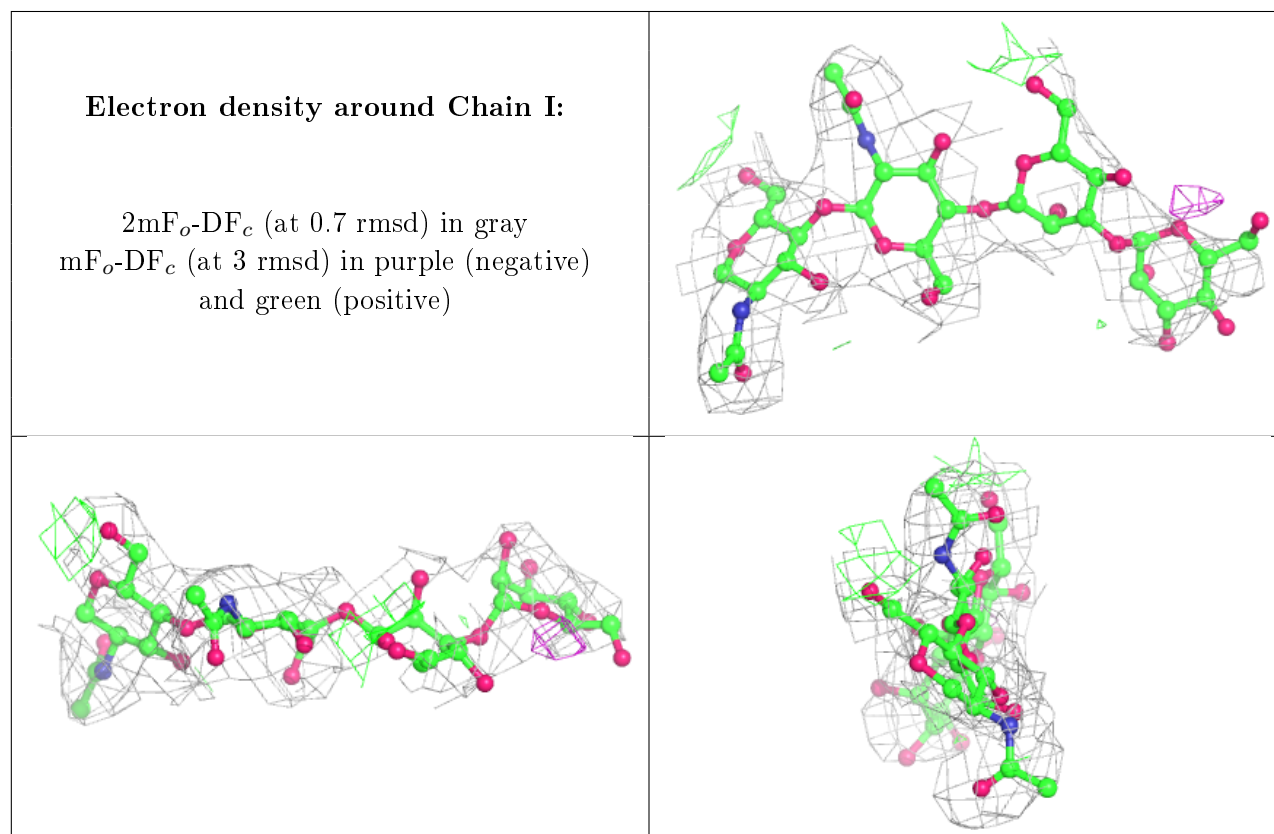 Electron density around Chain I:
2mFo-DFc (at 0.7 rmsd) in gray
mFo-DFc (at 3 rmsd) in purple (negative)
and green (positive)